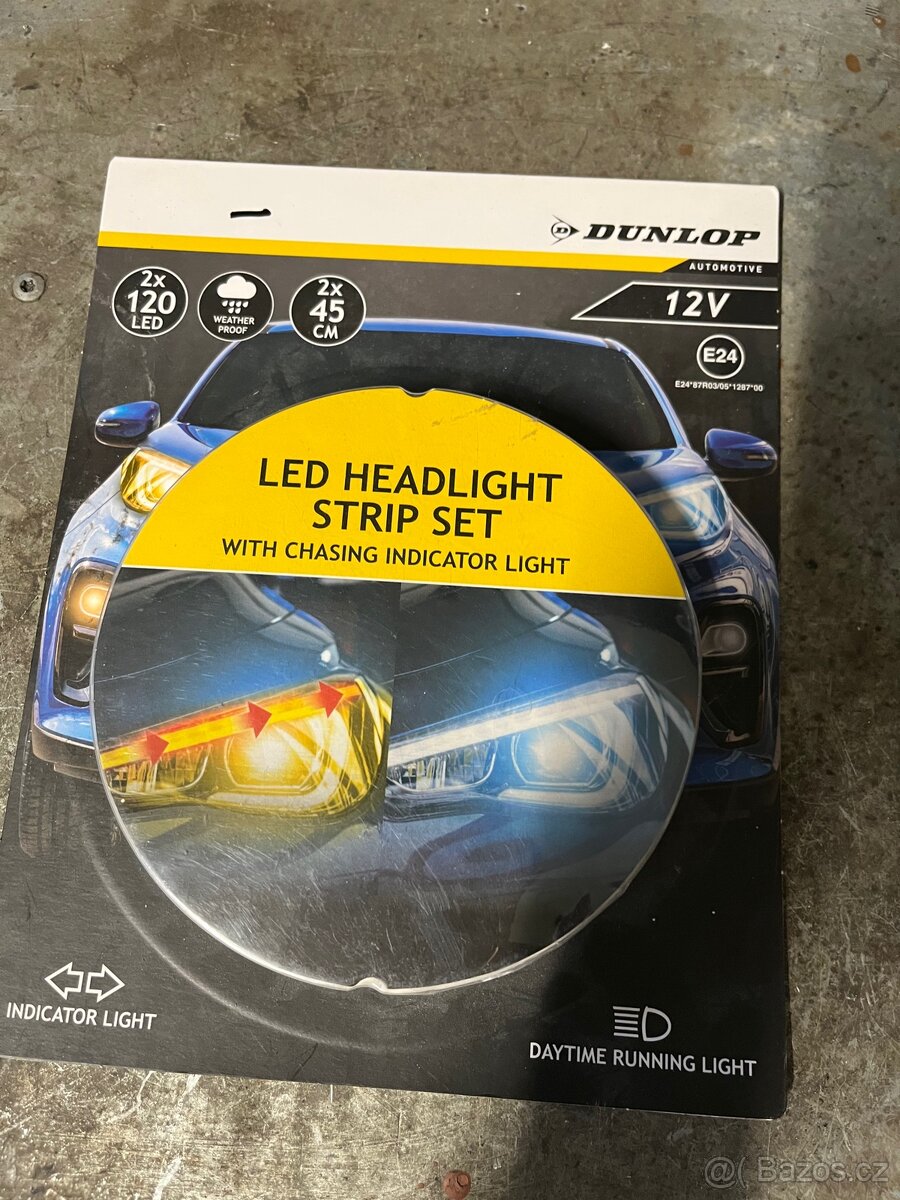 DUNLOP
AUTOMOTIVE
2x
120
LED
WEATHER
PROOF
2x
45
CM
12V
E24
E24*87R03/05*1287*00
LED HEADLIGHT
STRIP SET
WITH CHASING INDICATOR LIGHT
INDICATOR LIGHT
DAYTIME RUNNING LIGHT
@( Bazos.cz